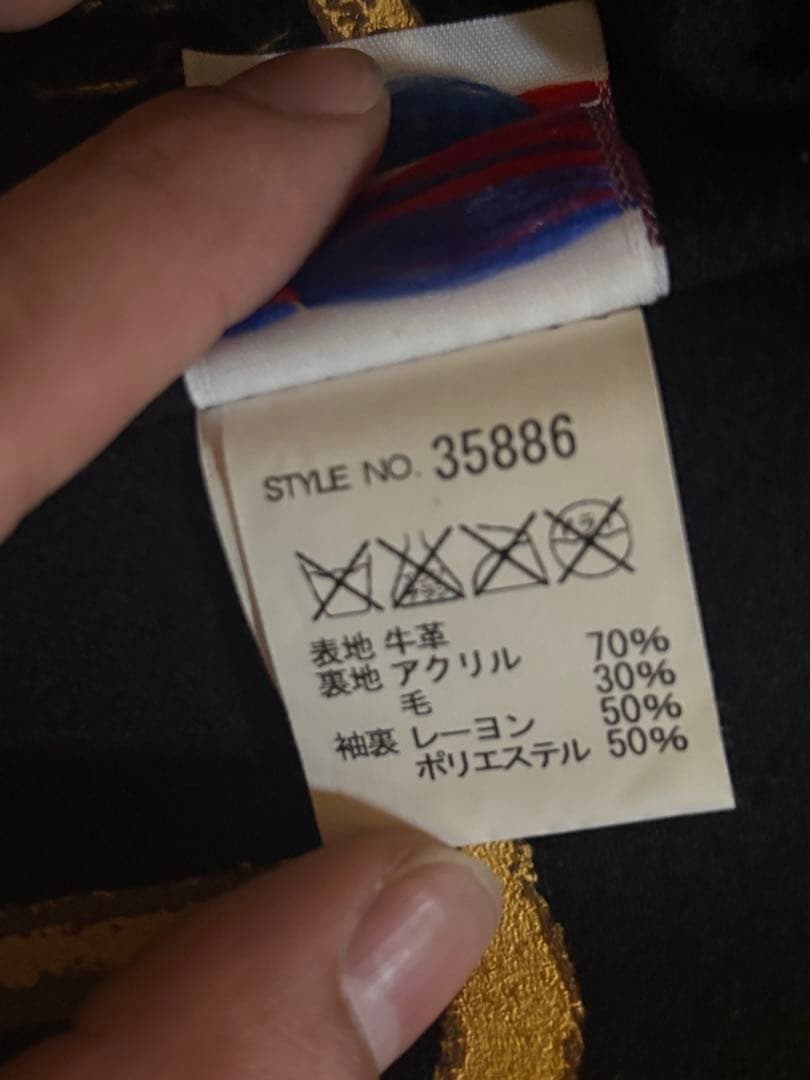 STYLE NO. 35886
表地 牛革
裏地 アクリル 70%
毛 30%
袖裏 レーヨン 50%
ポリエステル 50%